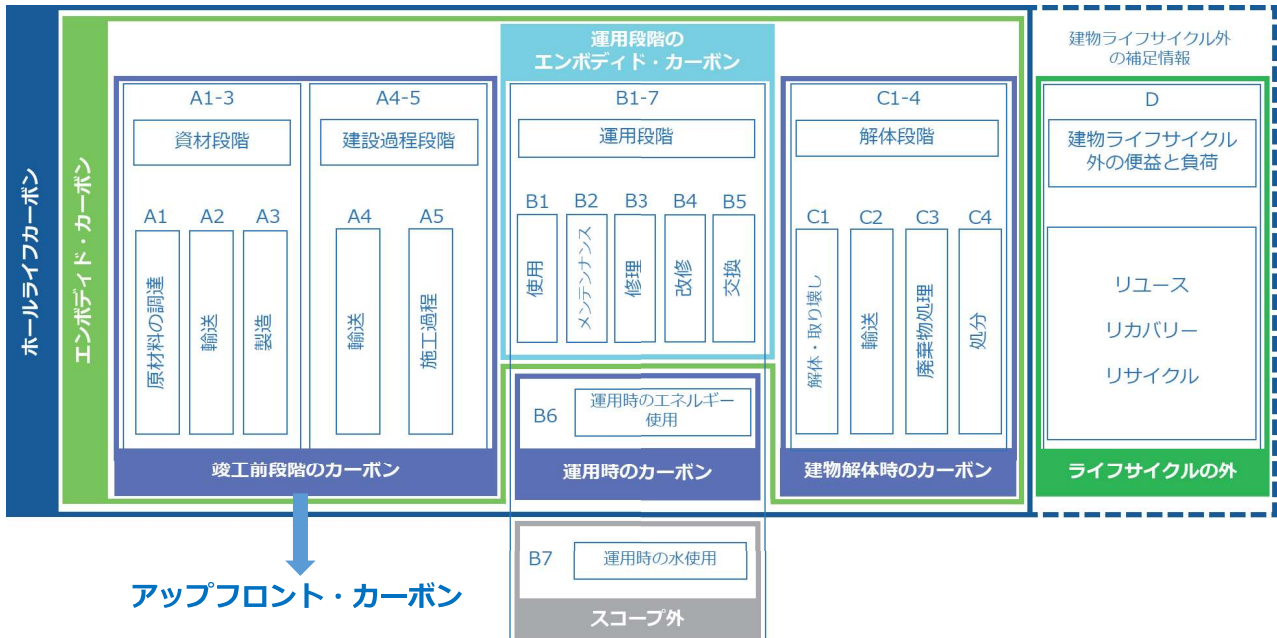 ホールライフカーボン
エンボディド・カーボン
運用段階の
エンボディド・カーボン
建物ライフサイクル外
の補足情報
A1-3
資材段階
A1
A2
A3
原材料の調達
輸送
製造
A4-5
建設過程段階
A4
A5
輸送
施工過程
竣工前段階のカーボン
B1-7
運用段階
B1
B2
B3
B4
B5
使用
メンテンナンス
修理
改修
交換
B6
運用時のエネルギー
使用
運用時のカーボン
B7
運用時の水使用
スコープ外
C1-4
解体段階
C1
C2
C3
C4
解体・取り壊し
輸送
廃棄物処理
処分
建物解体時のカーボン
D
建物ライフサイクル
外の便益と負荷
リユース
リカバリー
リサイクル
ライフサイクルの外
アップフロント・カーボン